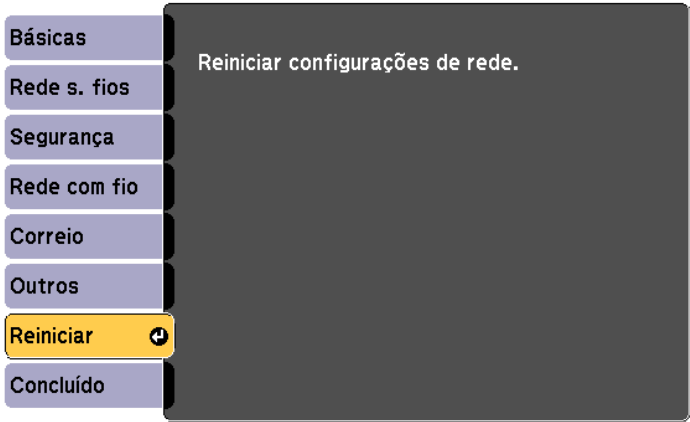 Básicas
Rede s. fios
Segurança
Rede com fio
Correio
Outros
Reiniciar
Concluído
Reiniciar configurações de rede.